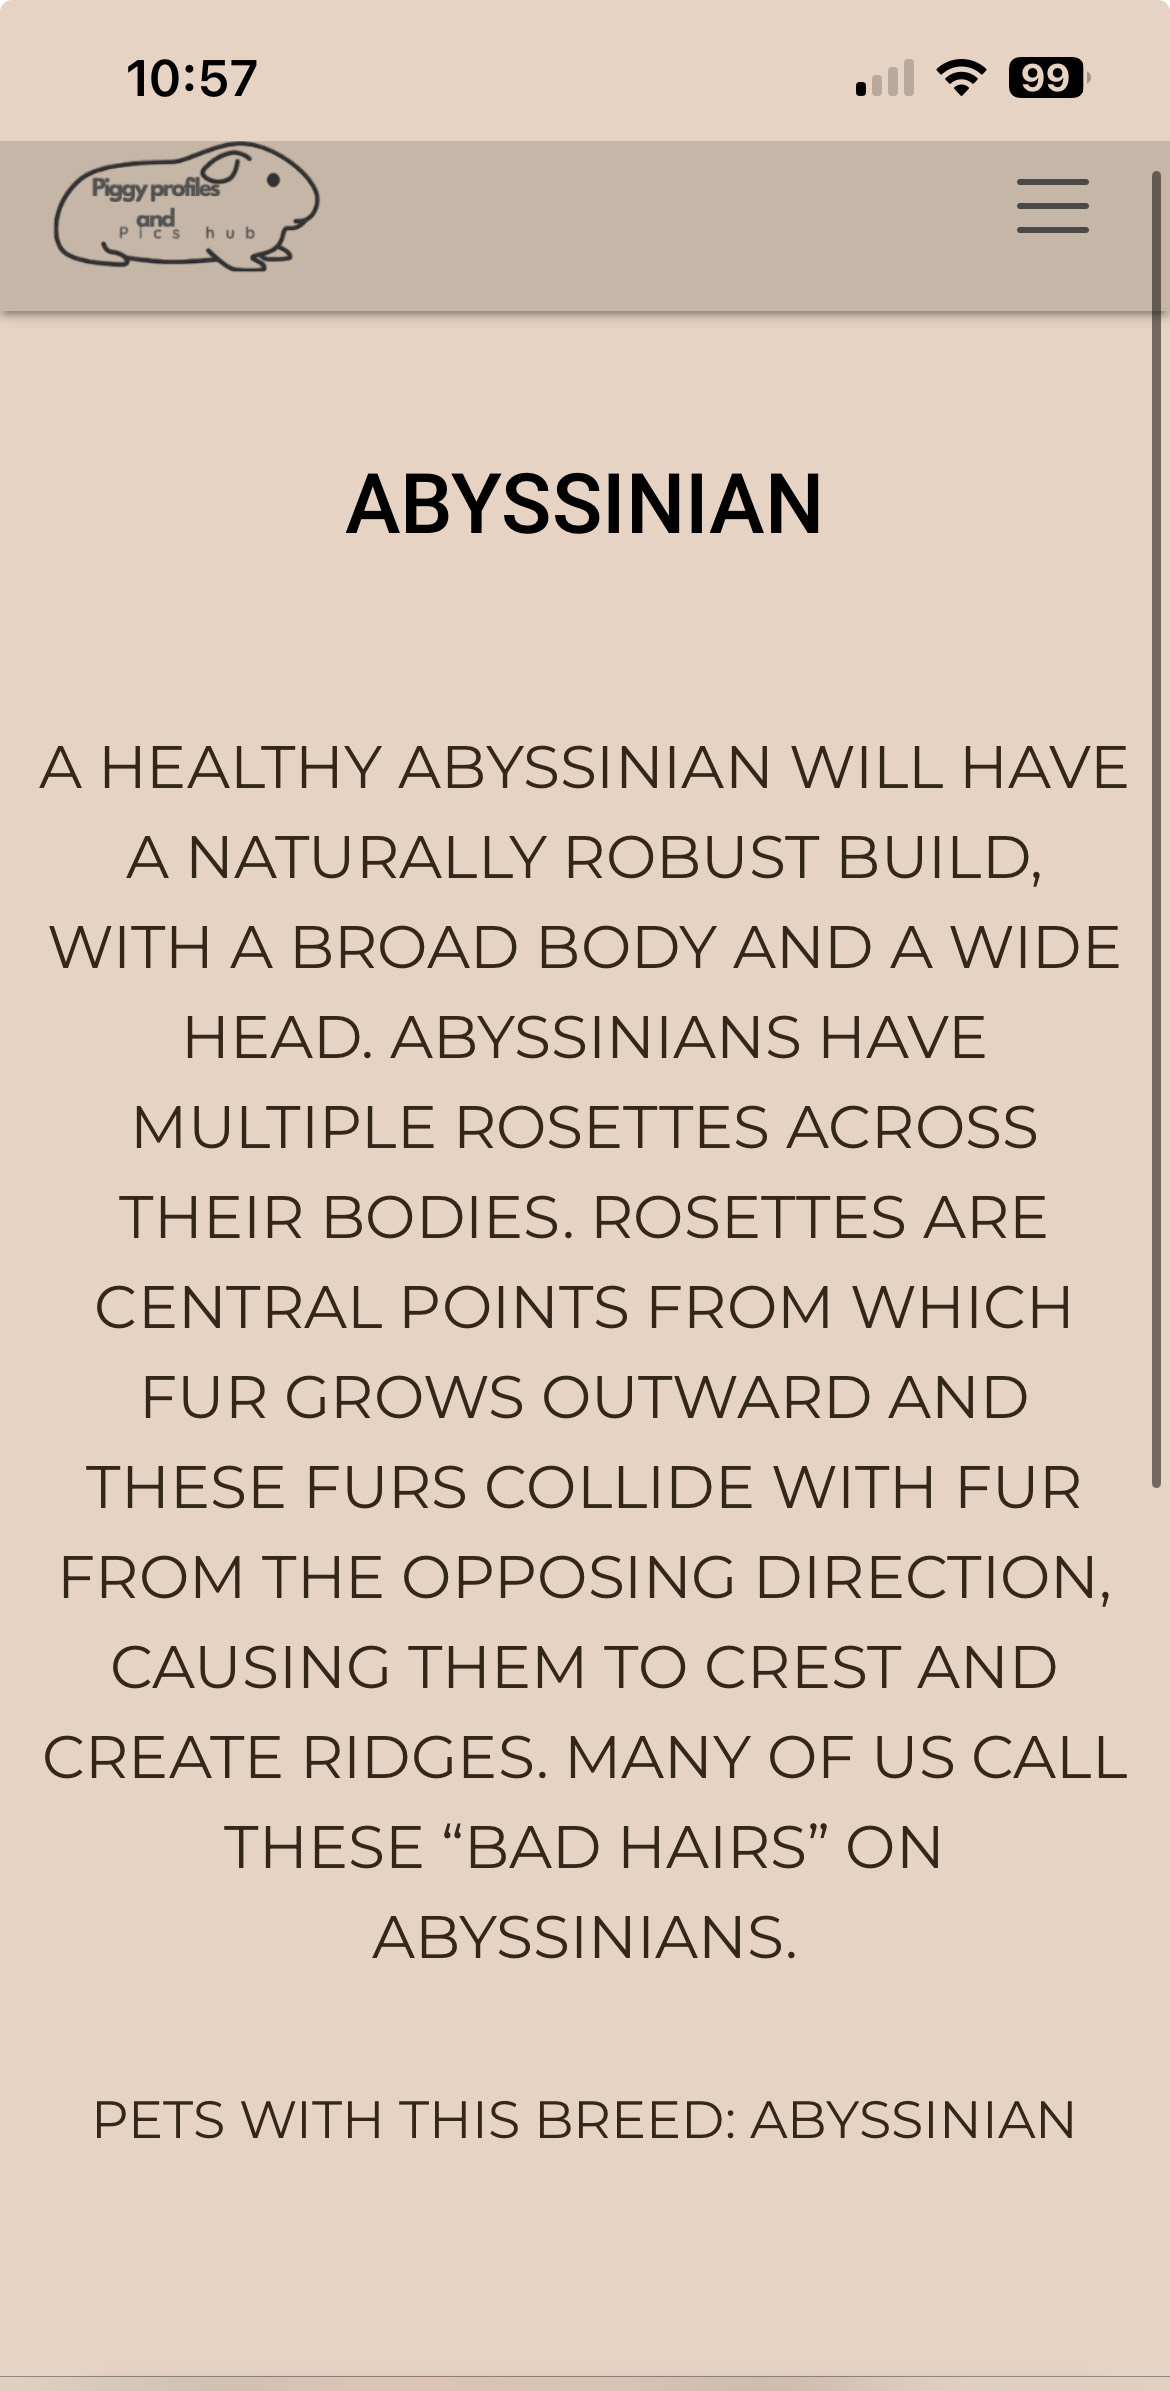 10:57
99
Piggy profiles
and
Pics hub
ABYSSINIAN
A HEALTHY ABYSSINIAN WILL HAVE
A NATURALLY ROBUST BUILD,
WITH A BROAD BODY AND A WIDE
HEAD. ABYSSINIANS HAVE
MULTIPLE ROSETTES ACROSS
THEIR BODIES. ROSETTES ARE
CENTRAL POINTS FROM WHICH
FUR GROWS OUTWARD AND
THESE FURS COLLIDE WITH FUR
FROM THE OPPOSING DIRECTION,
CAUSING THEM TO CREST AND
CREATE RIDGES. MANY OF US CALL
THESE “BAD HAIRS” ON
ABYSSINIANS.
PETS WITH THIS BREED: ABYSSINIAN